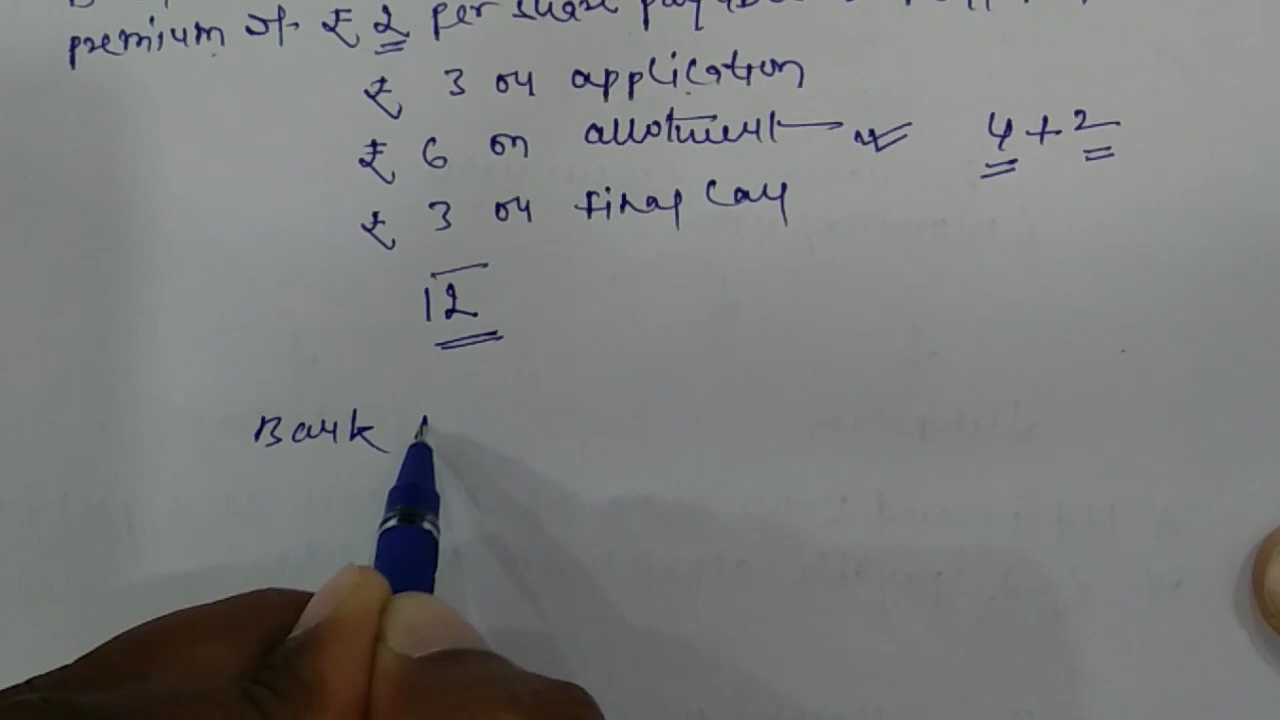 premium of ₹ 2 per share
₹ 3 on application
₹ 6 on allotment 4+2
₹ 3 on final call
12
Bank